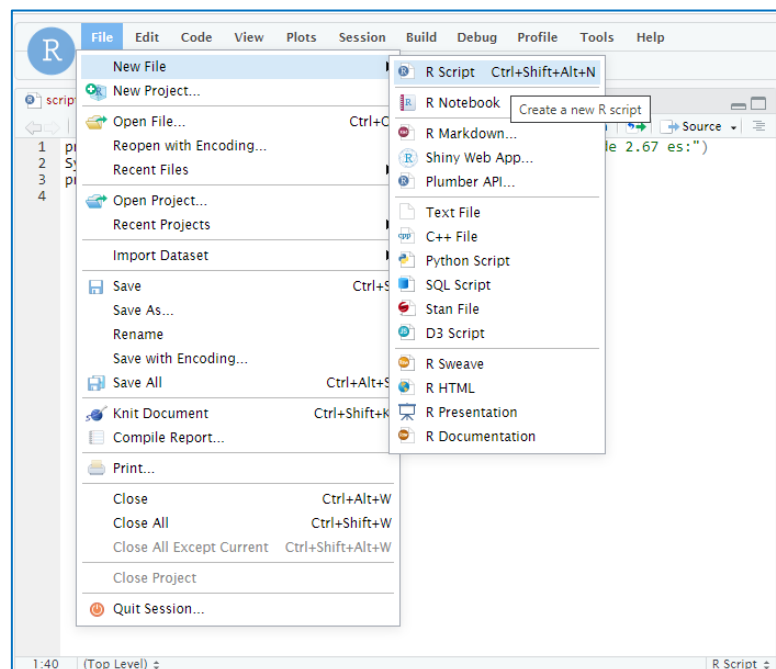 R
File Edit Code View Plots Session Build Debug Profile Tools Help
New File
New Project...
Open File...
Reopen with Encoding...
Recent Files
Open Project...
Recent Projects
Import Dataset
Save
Save As...
Rename
Save with Encoding...
Save All Ctrl+Alt+S
Knit Document Ctrl+Shift+K
Compile Report...
Print...
Close Ctrl+Alt+W
Close All Ctrl+Shift+W
Close All Except Current Ctrl+Shift+Alt+W
Close Project
Quit Session...
R Script Ctrl+Shift+Alt+N
R Notebook
Create a new R script
R Markdown...
Shiny Web App...
Plumber API...
Text File
C++ File
Python Script
SQL Script
Stan File
D3 Script
R Sweave
R HTML
R Presentation
R Documentation
Source
1
2.67 es:")
2
3
4
1:40 (Top Level) R Script